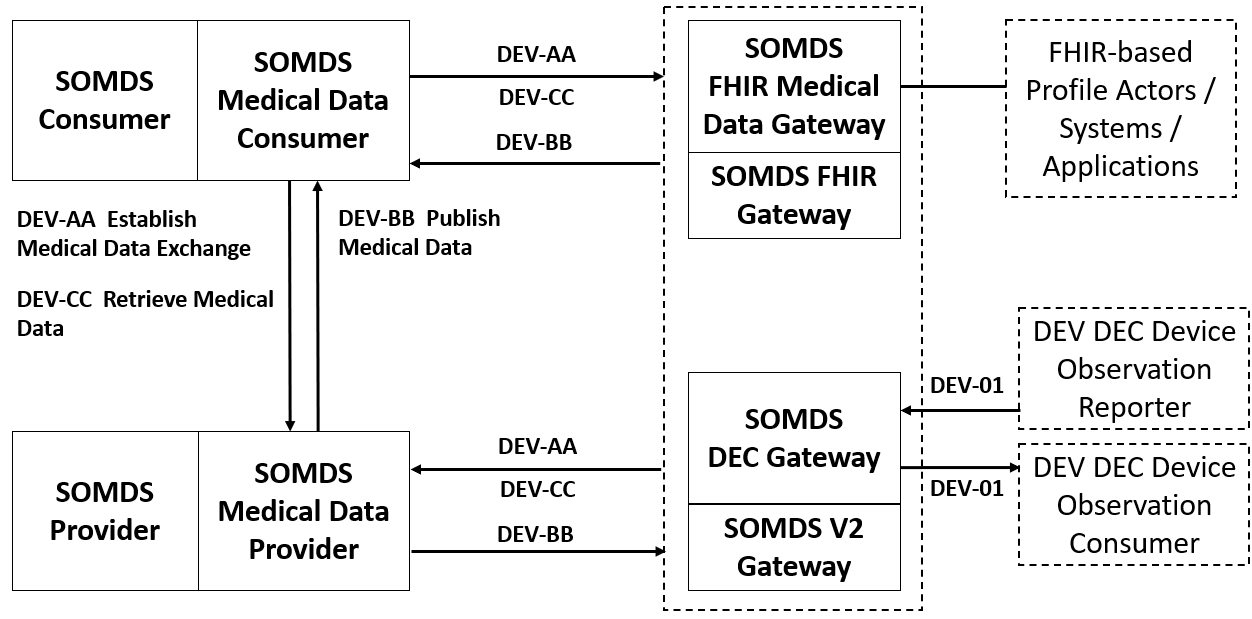 SOMDS
Consumer
SOMDS
Medical Data
Consumer
DEV-AA
DEV-CC
DEV-BB
SOMDS
FHIR Medical
Data Gateway
SOMDS FHIR
Gateway
FHIR-based
Profile Actors /
Systems /
Applications
DEV-AA Establish
Medical Data Exchange
DEV-CC Retrieve Medical
Data
DEV-BB Publish
Medical Data
SOMDS
Provider
SOMDS
Medical Data
Provider
DEV-AA
DEV-CC
DEV-BB
SOMDS
DEC Gateway
SOMDS V2
Gateway
DEV-01
DEV-01
DEV DEC Device
Observation
Reporter
DEV DEC Device
Observation
Consumer